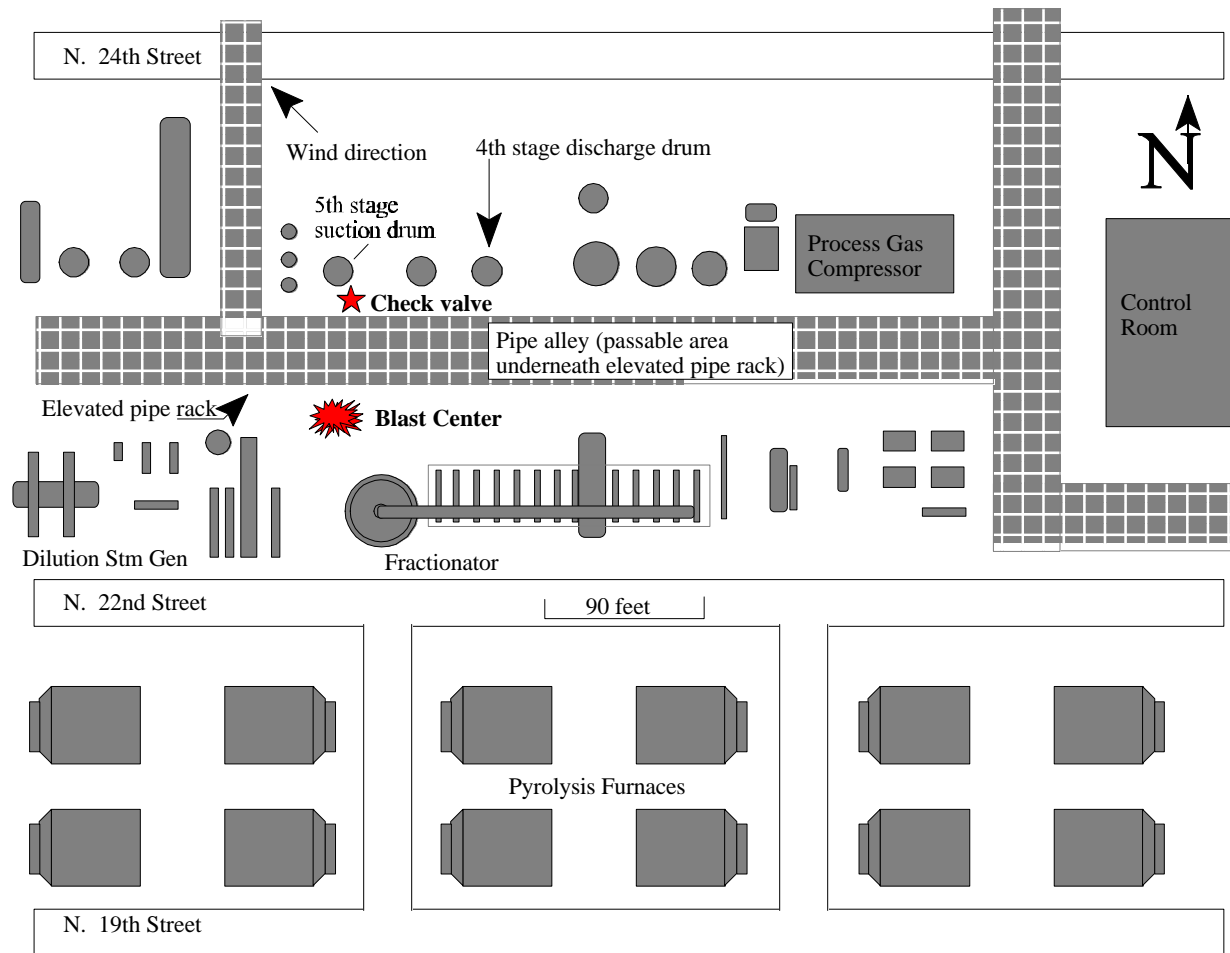 N. 24th Street
Wind direction
4th stage discharge drum
5th stage
suction drum
N
Process Gas
Compressor
Control
Room
Check valve
Pipe alley (passable area
underneath elevated pipe rack)
Elevated pipe rack
Blast Center
Dilution Stm Gen
Fractionator
N. 22nd Street
90 feet
Pyrolysis Furnaces
N. 19th Street